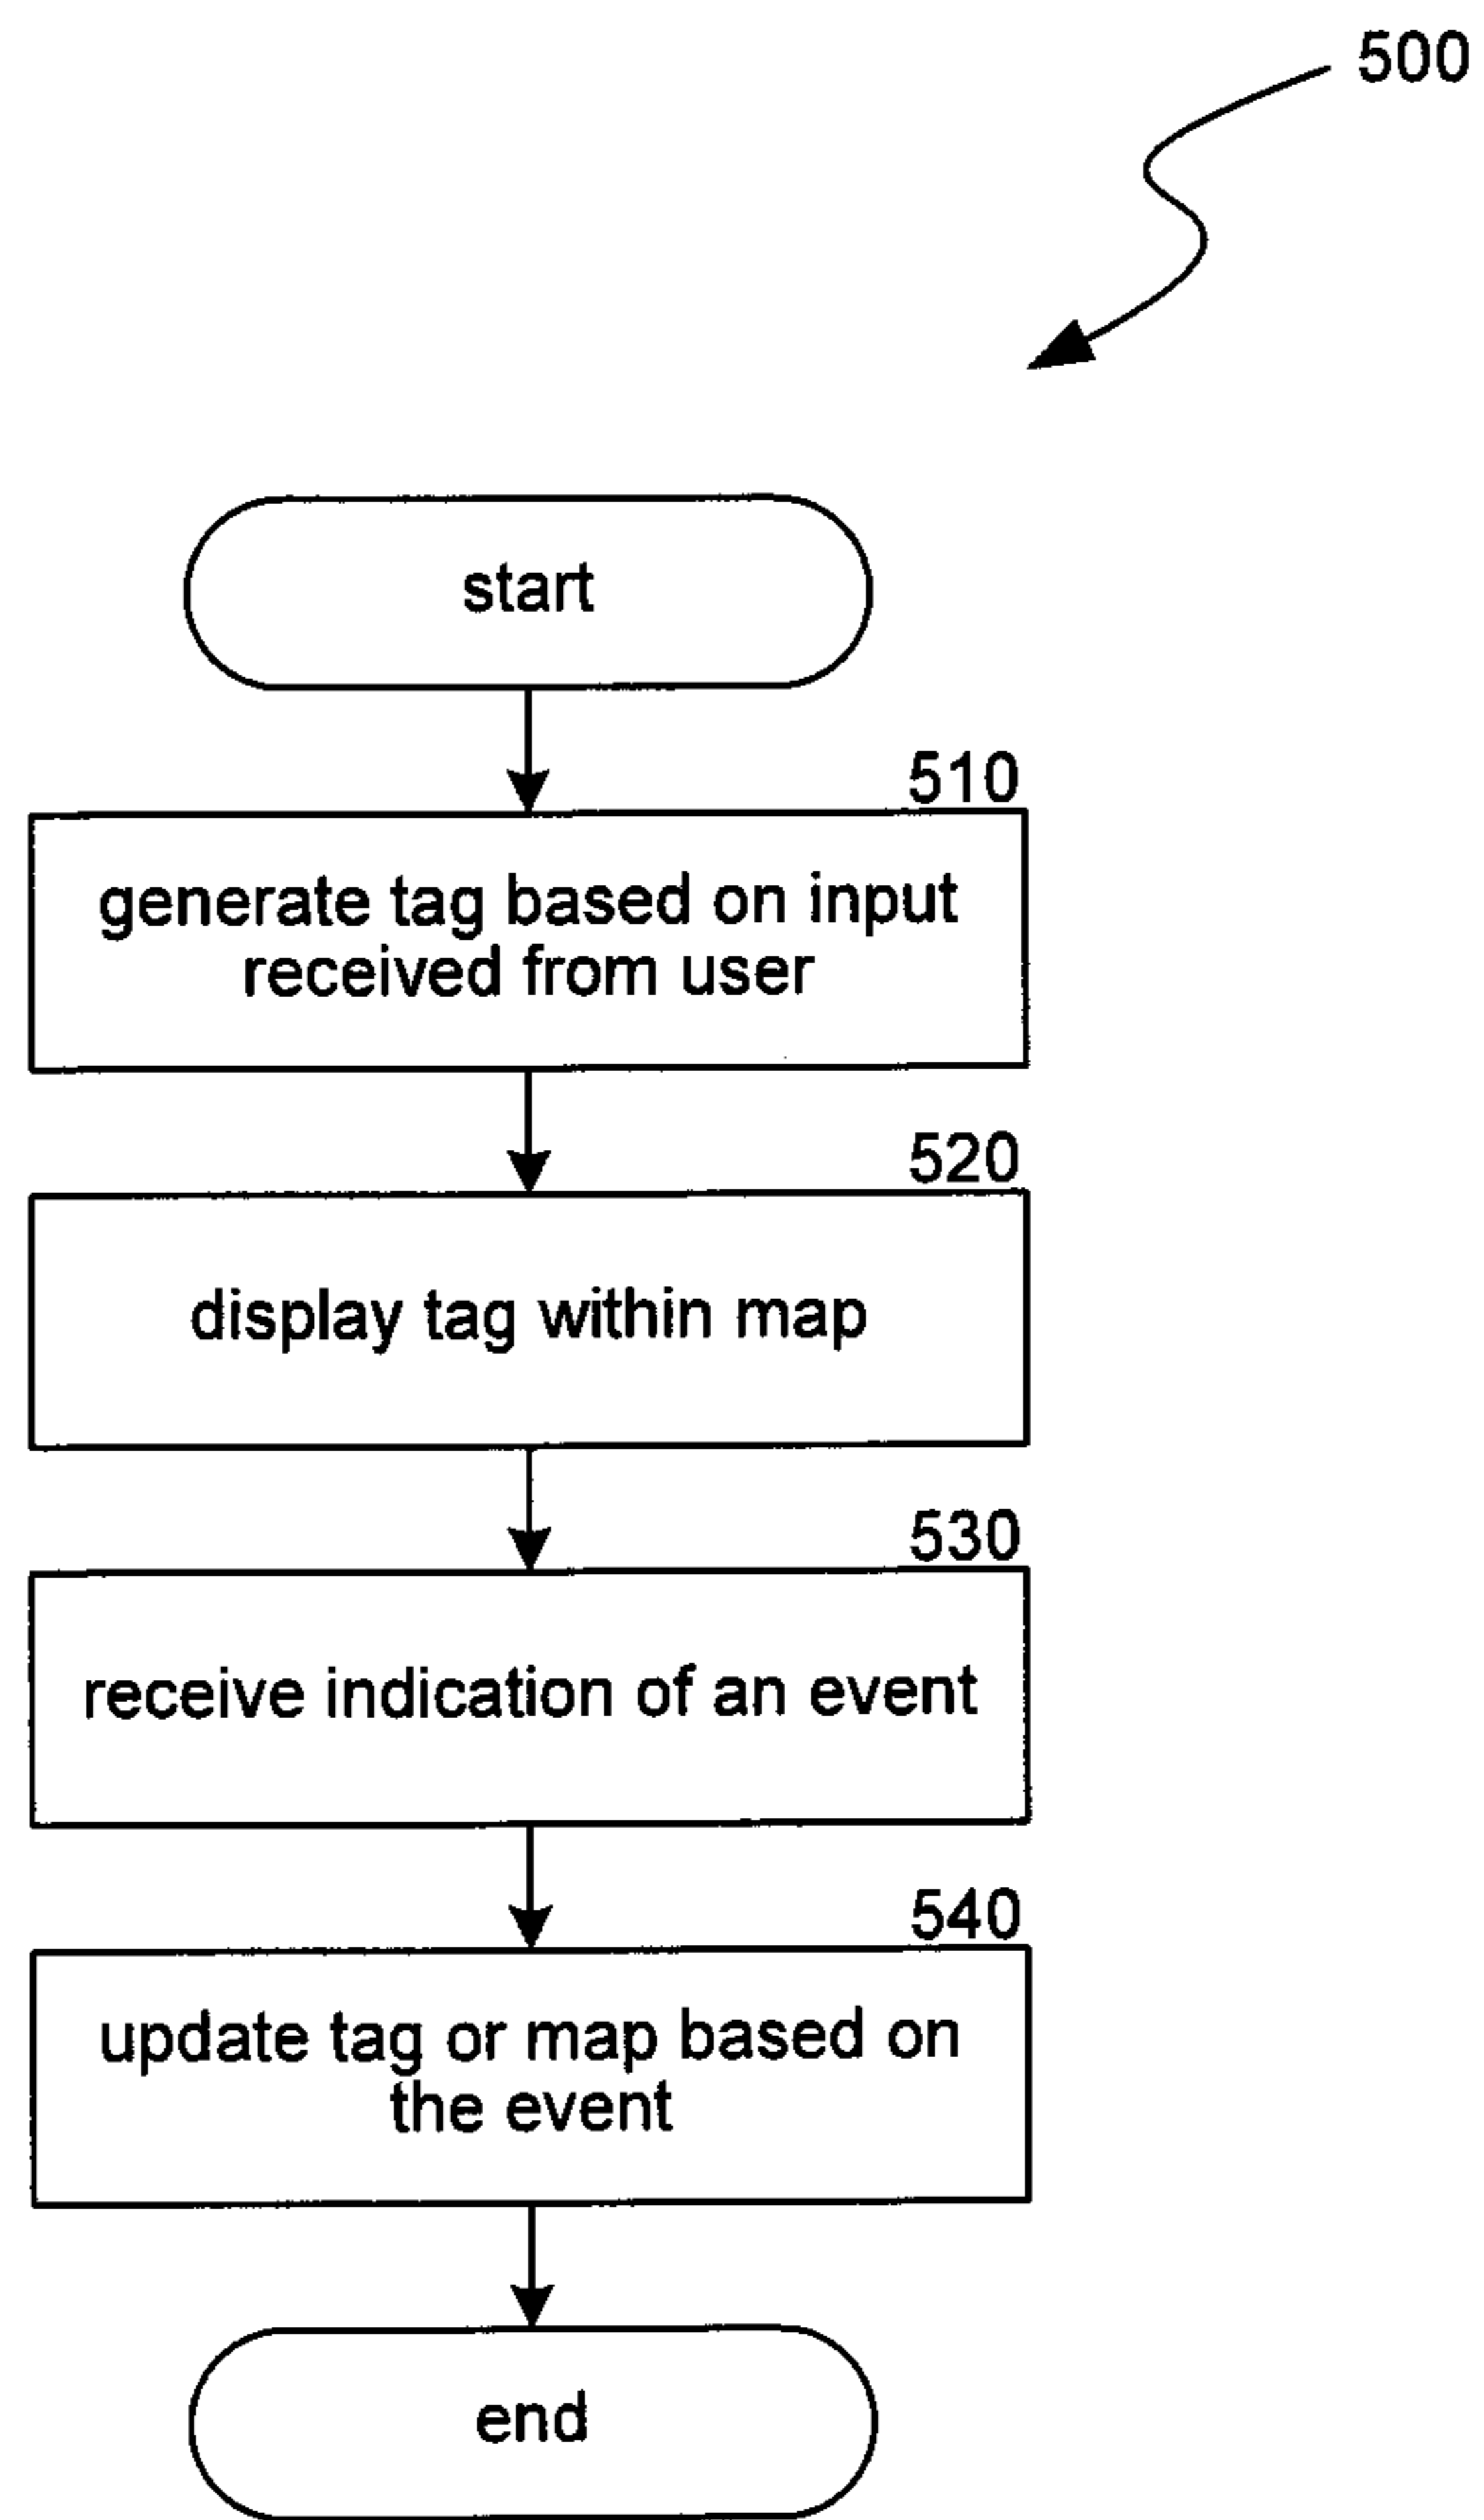 500
start
510
generate tag based on input
received from user
520
display tag within map
530
receive indication of an event
540
update tag or map based on
the event
end